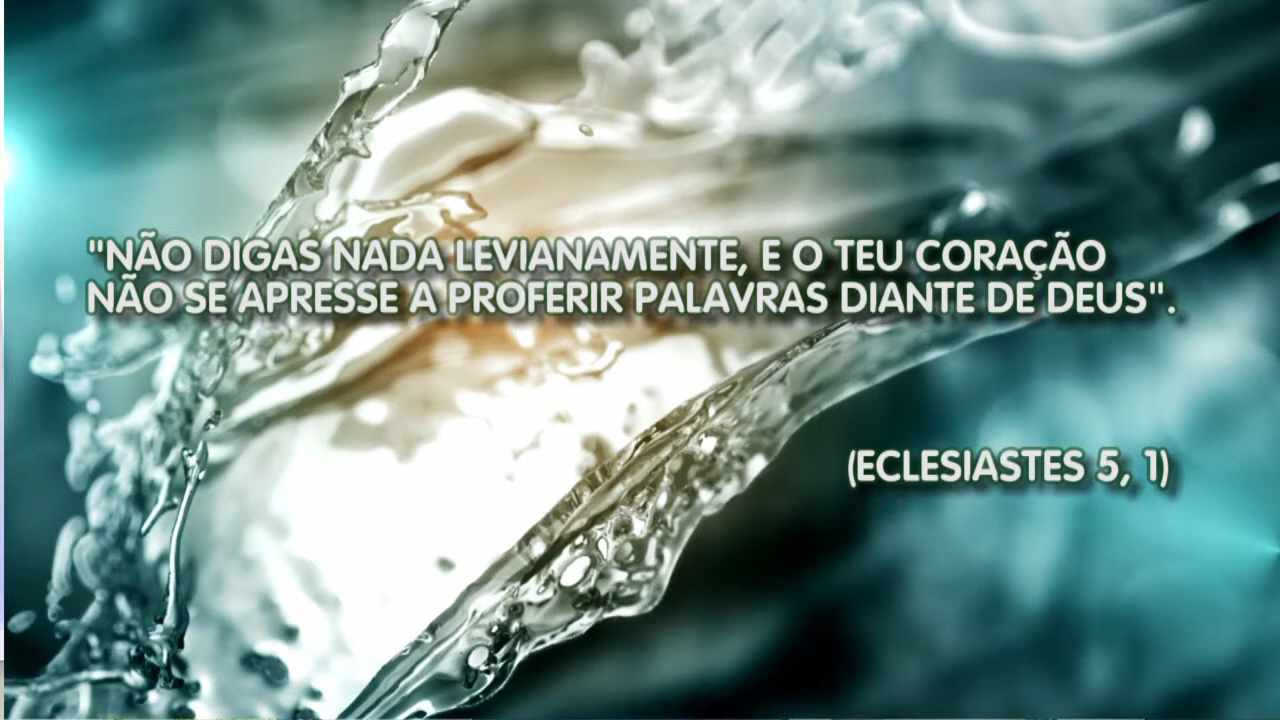 "NÃO DIGAS NADA LEVIANAMENTE, E O TEU CORAÇÃO
NÃO SE APRESSE A PROFERIR PALAVRAS DIANTE DE DEUS".
(ECLESIASTES 5, 1)